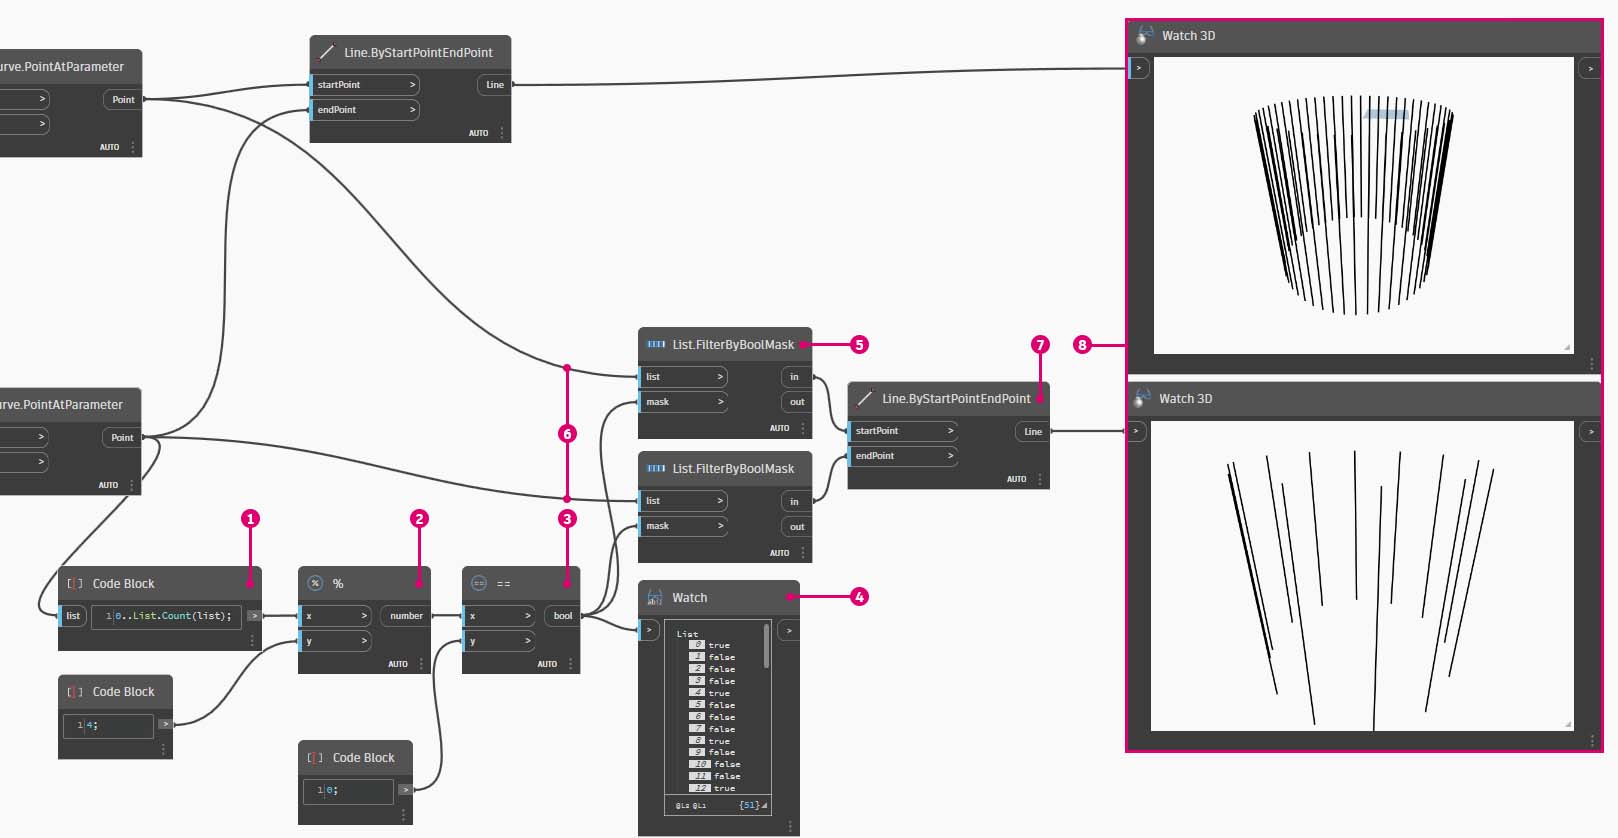 urve.PointAtParameter
>
Point
>
AUTO
Line.ByStartPointEndPoint
startPoint
>
Line
endPoint
>
AUTO
Watch 3D
>
>
List.FilterByBoolMask
5
list
>
in
mask
>
out
AUTO
7
8
Line.ByStartPointEndPoint
startPoint
>
Line
endPoint
>
AUTO
Watch 3D
>
>
urve.PointAtParameter
>
Point
>
AUTO
6
List.FilterByBoolMask
list
>
in
mask
>
out
AUTO
1
2
3
Code Block
list
1 0..List.Count(list);
>
%
%
x
>
number
y
>
AUTO
==
==
x
>
bool
y
>
AUTO
4
Watch
>
>
List
0 true
1 false
2 false
3 false
4 true
5 false
6 false
7 false
8 true
9 false
10 false
11 false
12 true
@L2 @L1
{51}
Code Block
1 4;
>
Code Block
1 0;
>